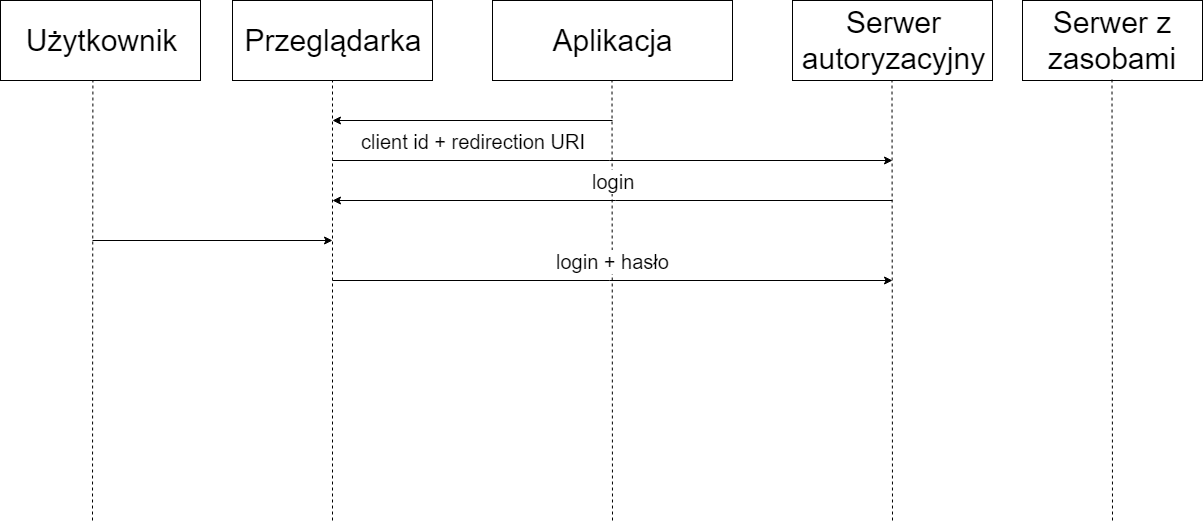 Użytkownik
Przeglądarka
Aplikacja
Serwer
autoryzacyjny
Serwer z
zasobami
client id + redirection URI
login
login + hasło